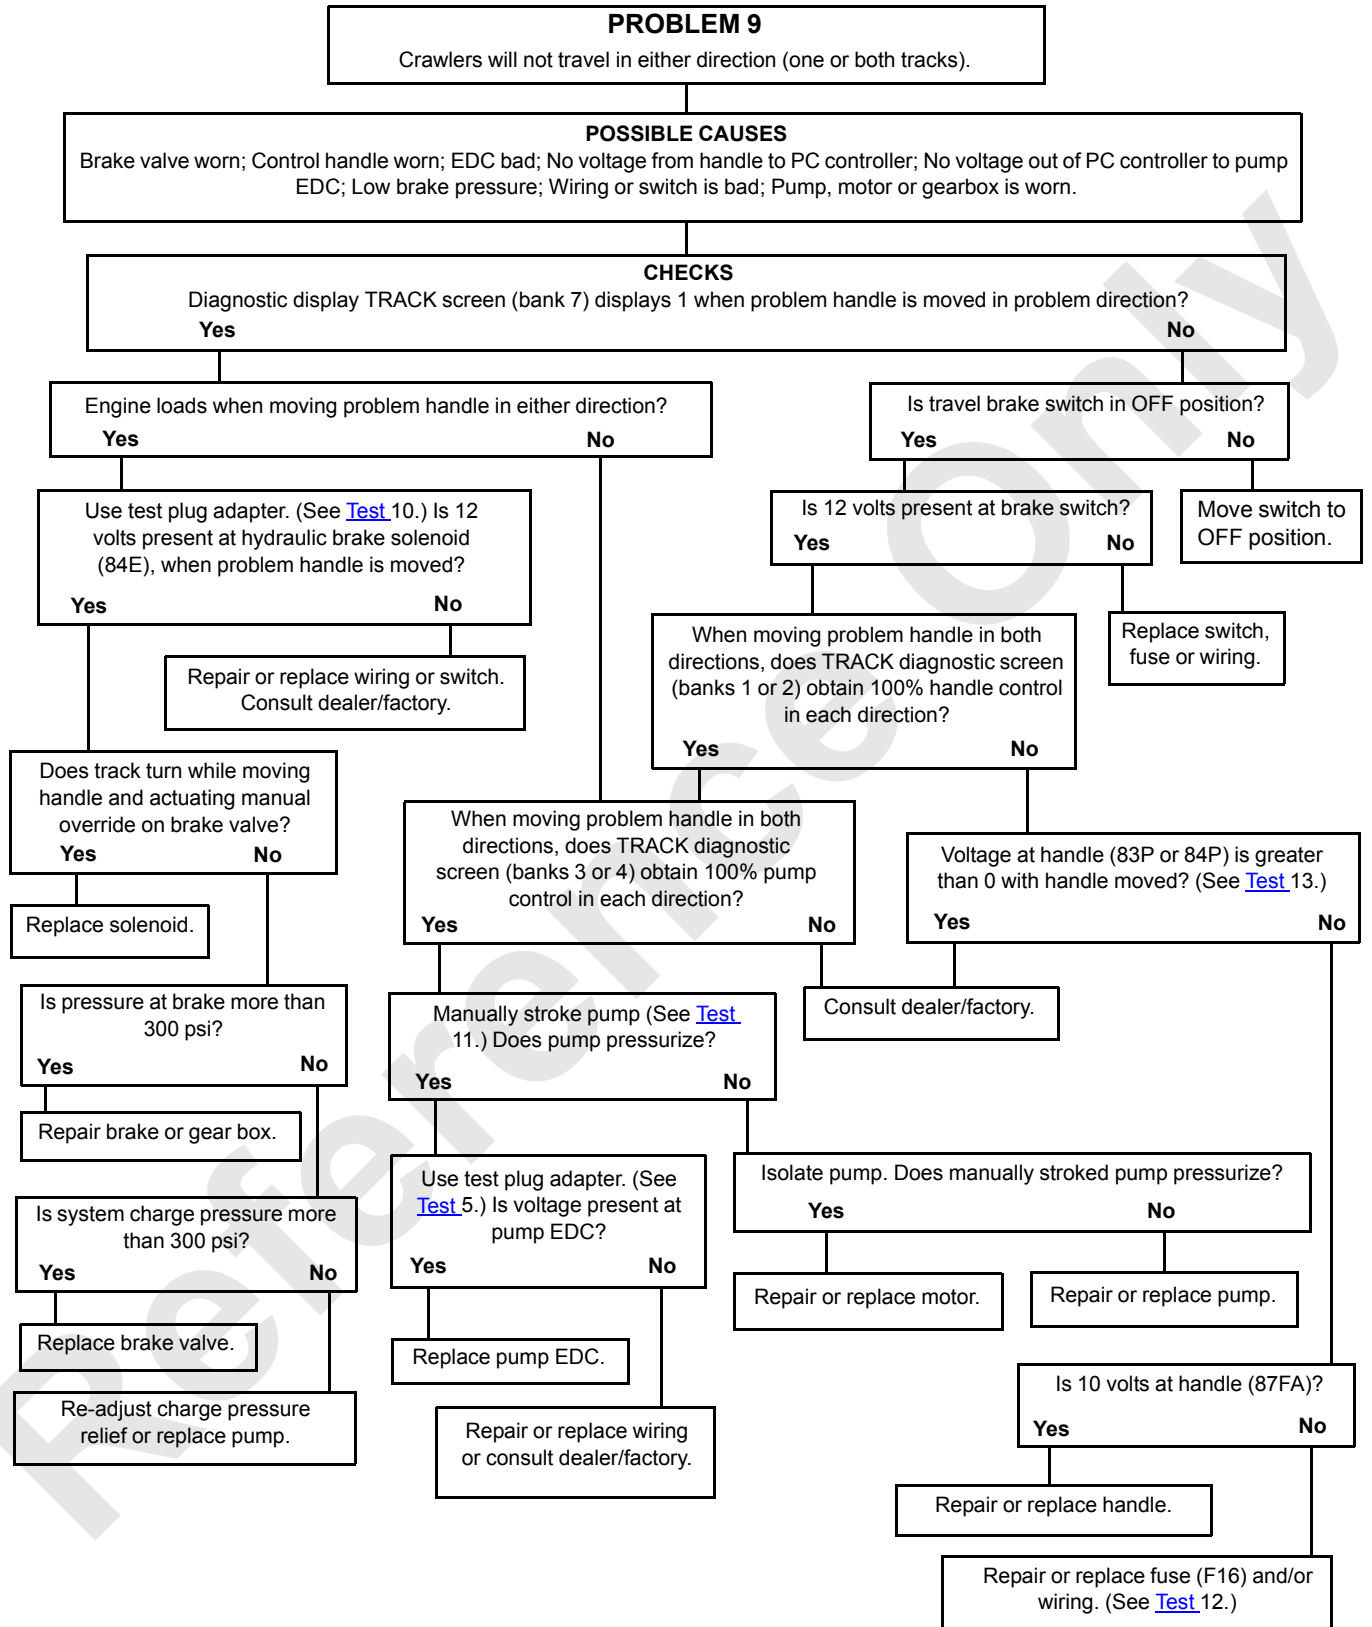 PROBLEM 9
Crawlers will not travel in either direction (one or both tracks).
POSSIBLE CAUSES
Brake valve worn; Control handle worn; EDC bad; No voltage from handle to PC controller; No voltage out of PC controller to pump
EDC; Low brake pressure; Wiring or switch is bad; Pump, motor or gearbox is worn.
CHECKS
Diagnostic display TRACK screen (bank 7) displays 1 when problem handle is moved in problem direction?
Yes
No
Engine loads when moving problem handle in either direction?
Yes
No
Is travel brake switch in OFF position?
Yes
No
Use test plug adapter. (See Test 10.) Is 12
volts present at hydraulic brake solenoid
(84E), when problem handle is moved?
Yes
No
Is 12 volts present at brake switch?
Yes
No
Move switch to
OFF position.
Repair or replace wiring or switch.
Consult dealer/factory.
When moving problem handle in both
directions, does TRACK diagnostic screen
(banks 1 or 2) obtain 100% handle control
in each direction?
Yes
No
Replace switch,
fuse or wiring.
Does track turn while moving
handle and actuating manual
override on brake valve?
Yes
No
When moving problem handle in both
directions, does TRACK diagnostic
screen (banks 3 or 4) obtain 100% pump
control in each direction?
Yes
No
Voltage at handle (83P or 84P) is greater
than 0 with handle moved? (See Test 13.)
Yes
No
Replace solenoid.
Is pressure at brake more than
300 psi?
Yes
No
Manually stroke pump (See Test
11.) Does pump pressurize?
Yes
No
Consult dealer/factory.
Repair brake or gear box.
Use test plug adapter. (See
Test 5.) Is voltage present at
pump EDC?
Yes
No
Isolate pump. Does manually stroked pump pressurize?
Yes
No
Is system charge pressure more
than 300 psi?
Yes
No
Repair or replace motor.
Repair or replace pump.
Replace brake valve.
Replace pump EDC.
Re-adjust charge pressure
relief or replace pump.
Repair or replace wiring
or consult dealer/factory.
Is 10 volts at handle (87FA)?
Yes
No
Repair or replace handle.
Repair or replace fuse (F16) and/or
wiring. (See Test 12.)
Reference Only